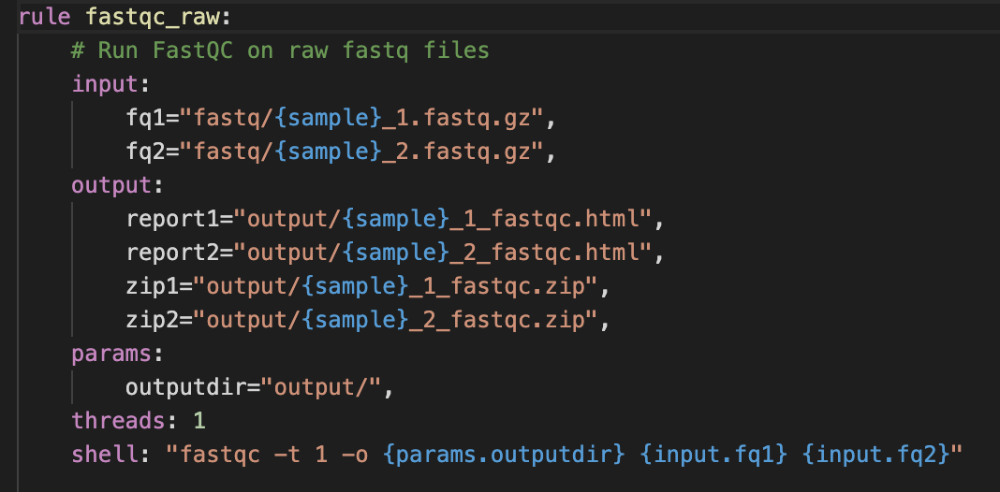 rule fastqc_raw:
    # Run FastQC on raw fastq files
    input:
        fq1="fastq/{sample}_1.fastq.gz",
        fq2="fastq/{sample}_2.fastq.gz",
    output:
        report1="output/{sample}_1_fastqc.html",
        report2="output/{sample}_2_fastqc.html",
        zip1="output/{sample}_1_fastqc.zip",
        zip2="output/{sample}_2_fastqc.zip",
    params:
        outputdir="output/",
    threads: 1
    shell: "fastqc -t 1 -o {params.outputdir} {input.fq1} {input.fq2}"